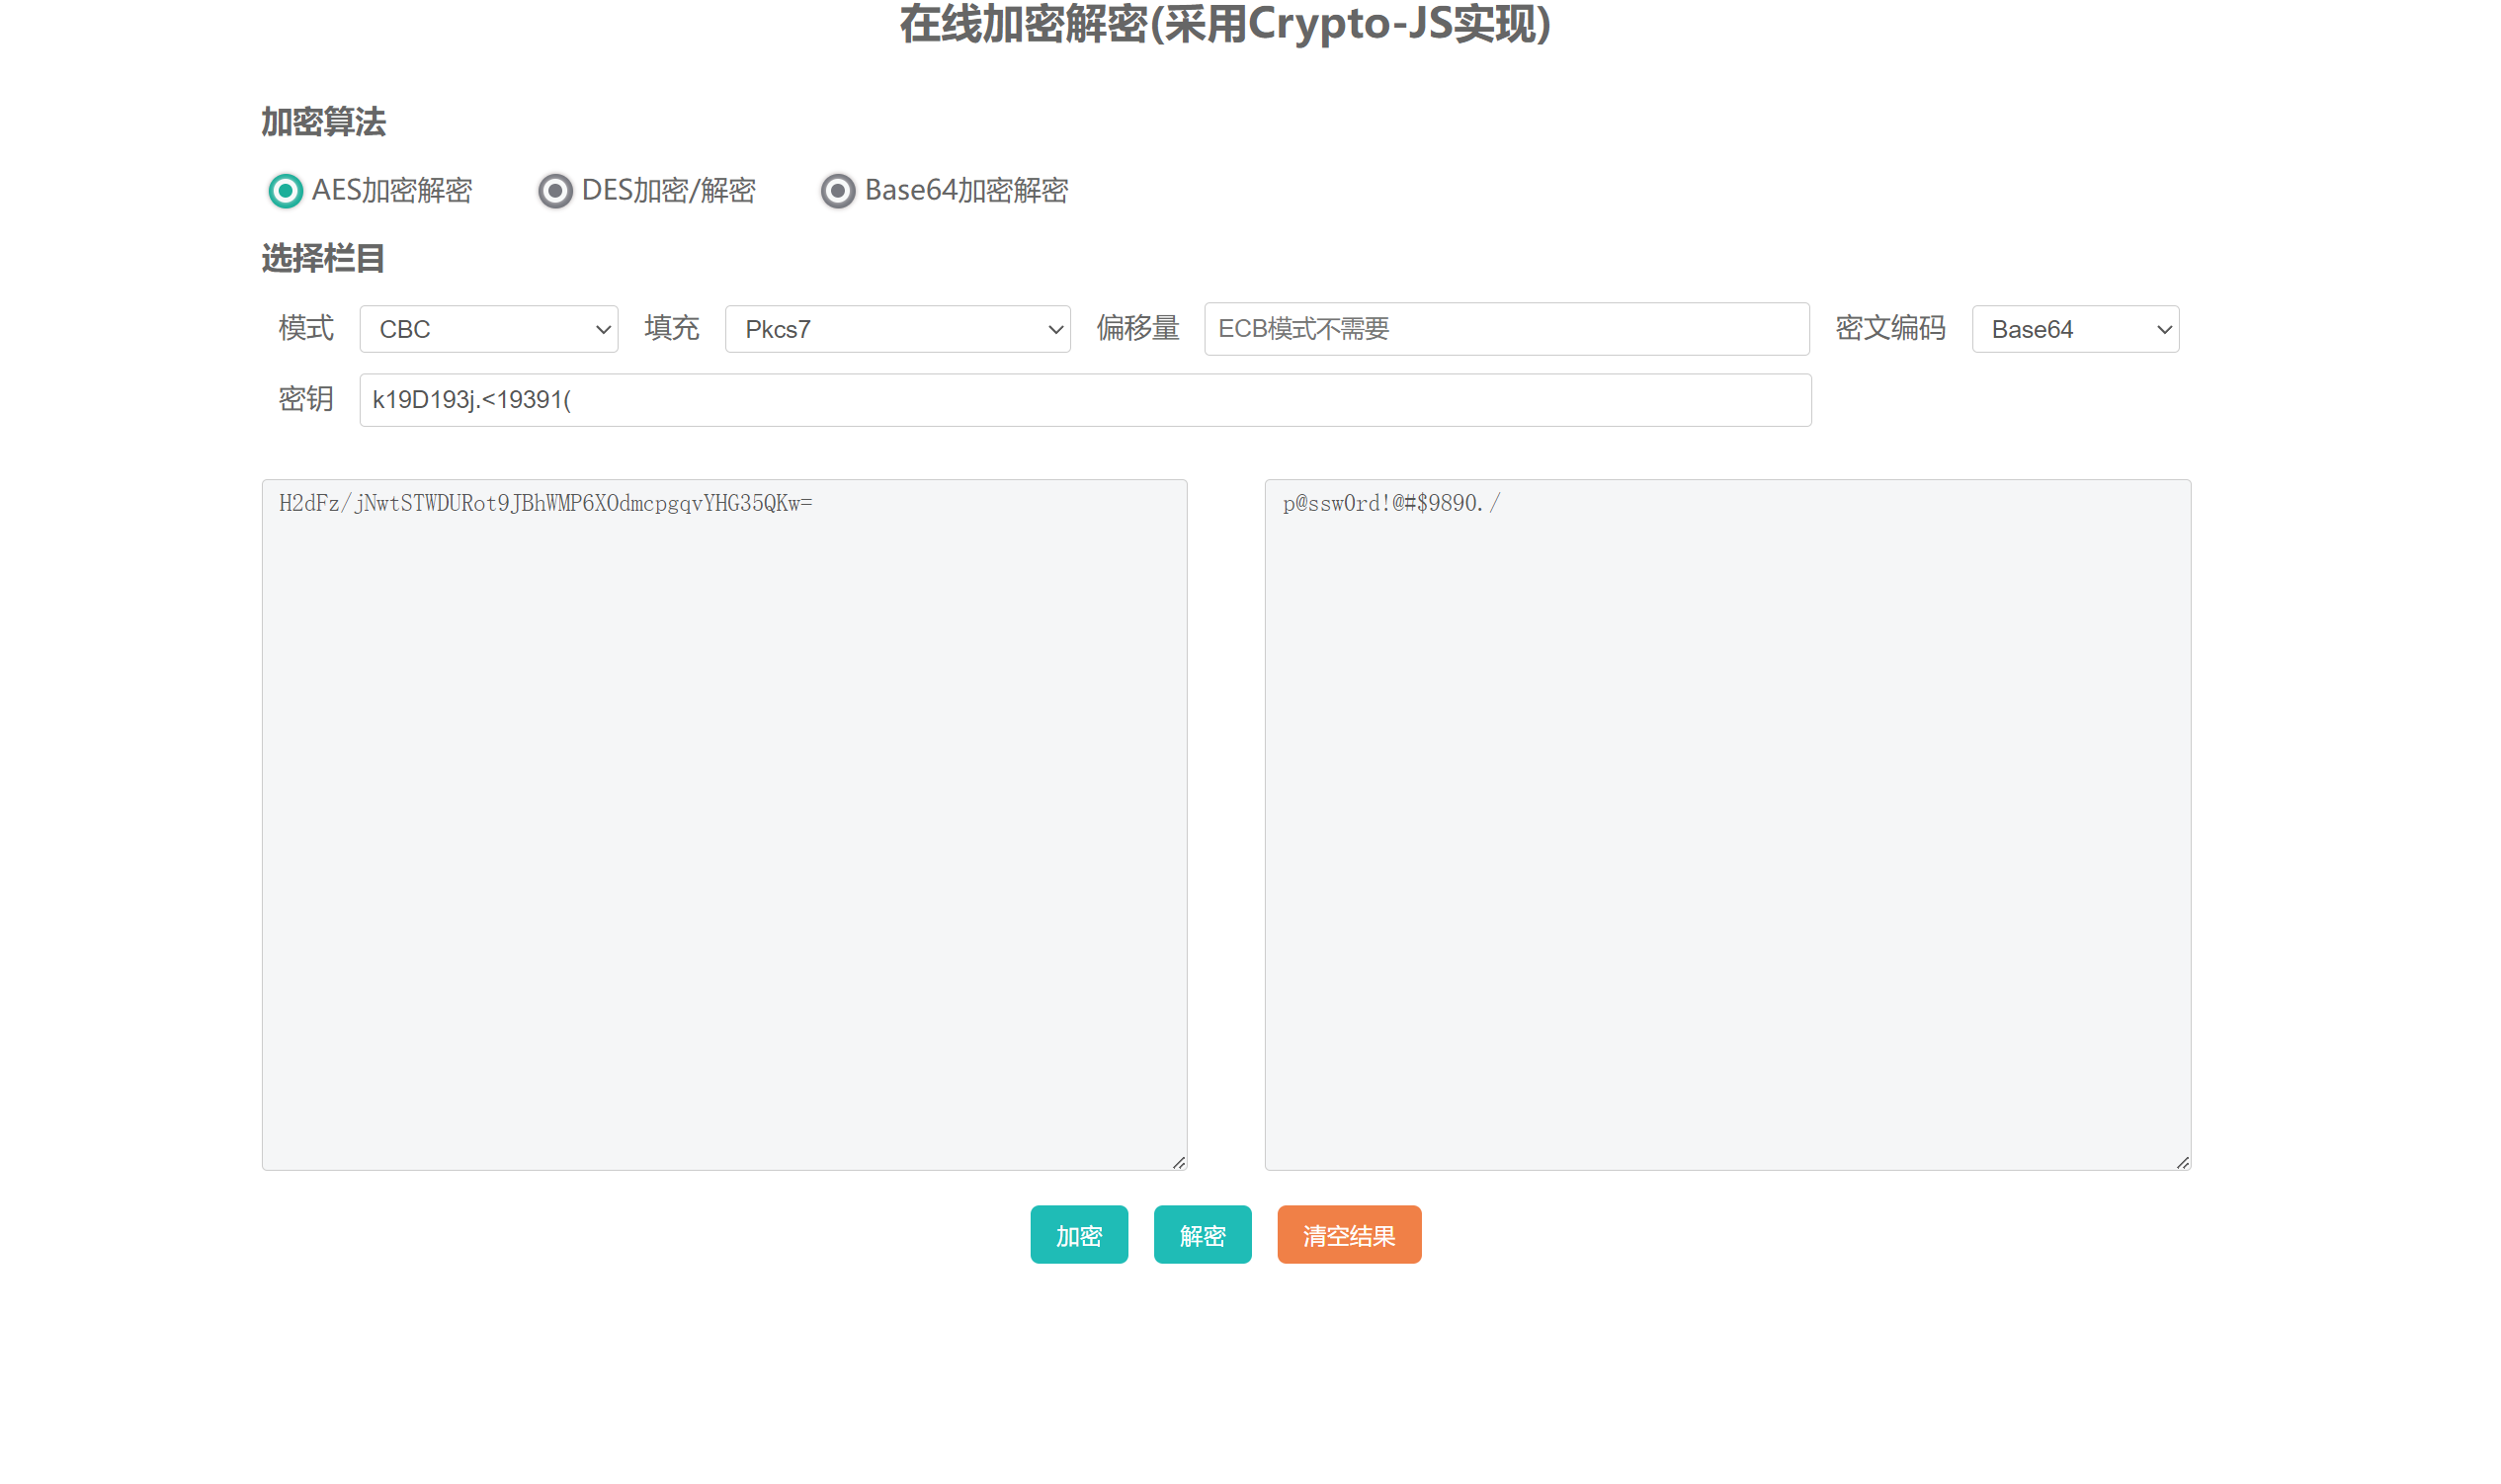 在线加密解密(采用Crypto-JS实现)
加密算法
AES加密解密 DES加密/解密 Base64加密解密
选择栏目
模式 CBC 填充 Pkcs7 偏移量 ECB模式不需要 密文编码 Base64
密钥 k19D193j.<19391(
H2dFz/jNwtSTWDURot9JBhWMP6XOdmcpgqvYHG35QKw=
p@ssw0rd!@#$9890./
加密 解密 清空结果